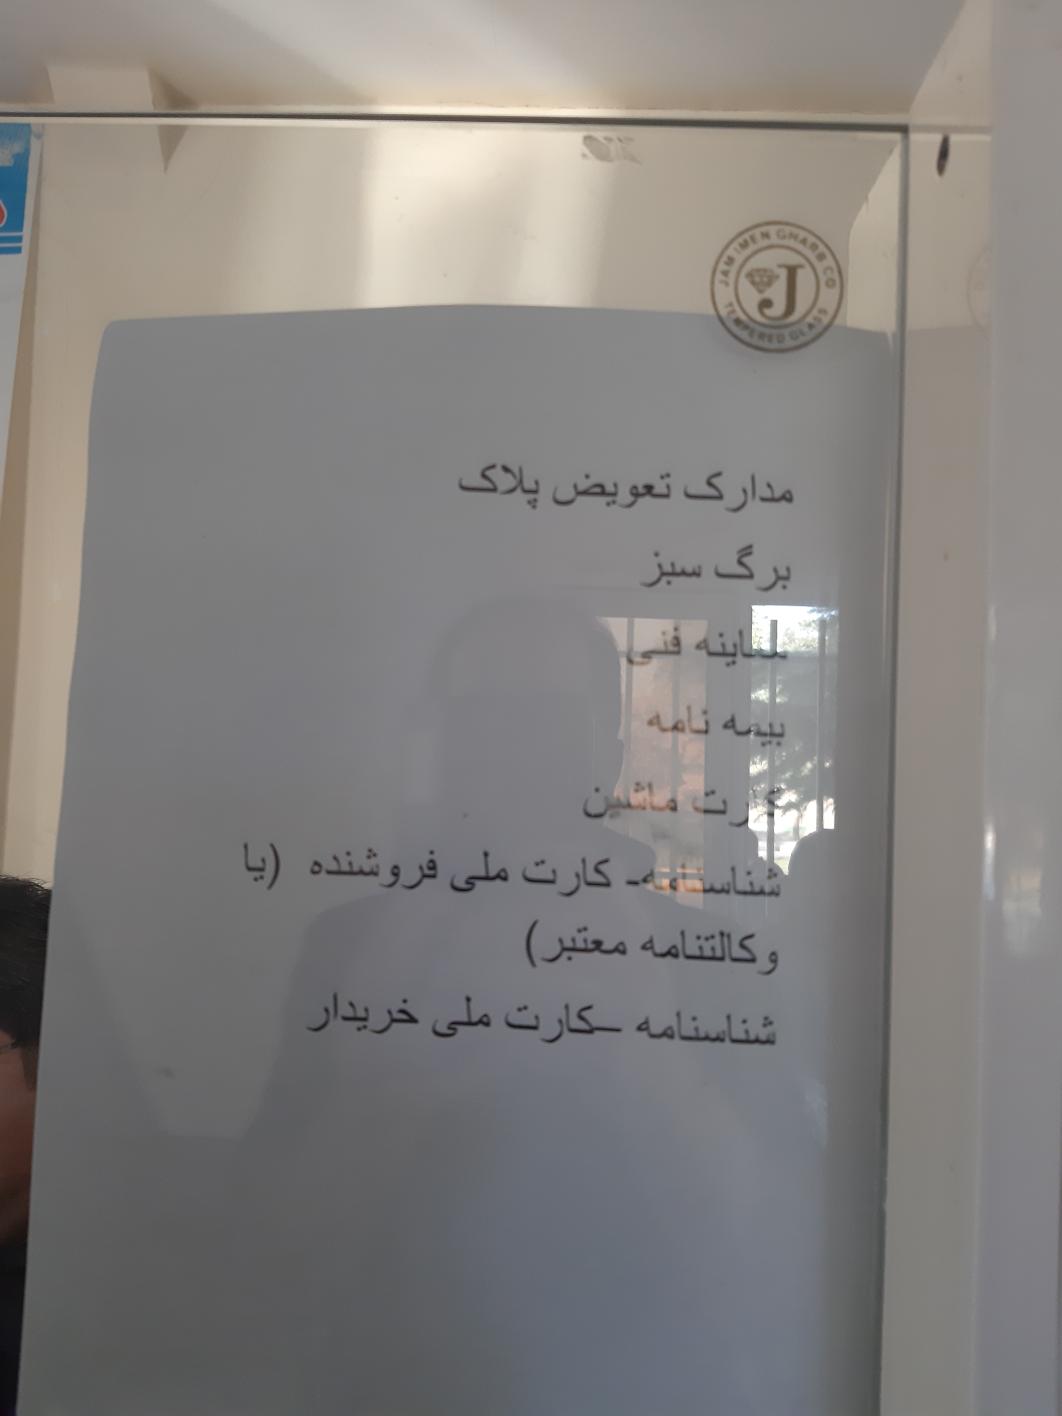 JAM IMEN GHARB CO
J
TEMPERED GLASS
مدارک تعویض پلاک
برگ سبز
معاینه فنی
بیمه نامه
کارت ماشین
شناسنامه- کارت ملی فروشنده (یا
وکالتنامه معتبر)
شناسنامه –کارت ملی خریدار